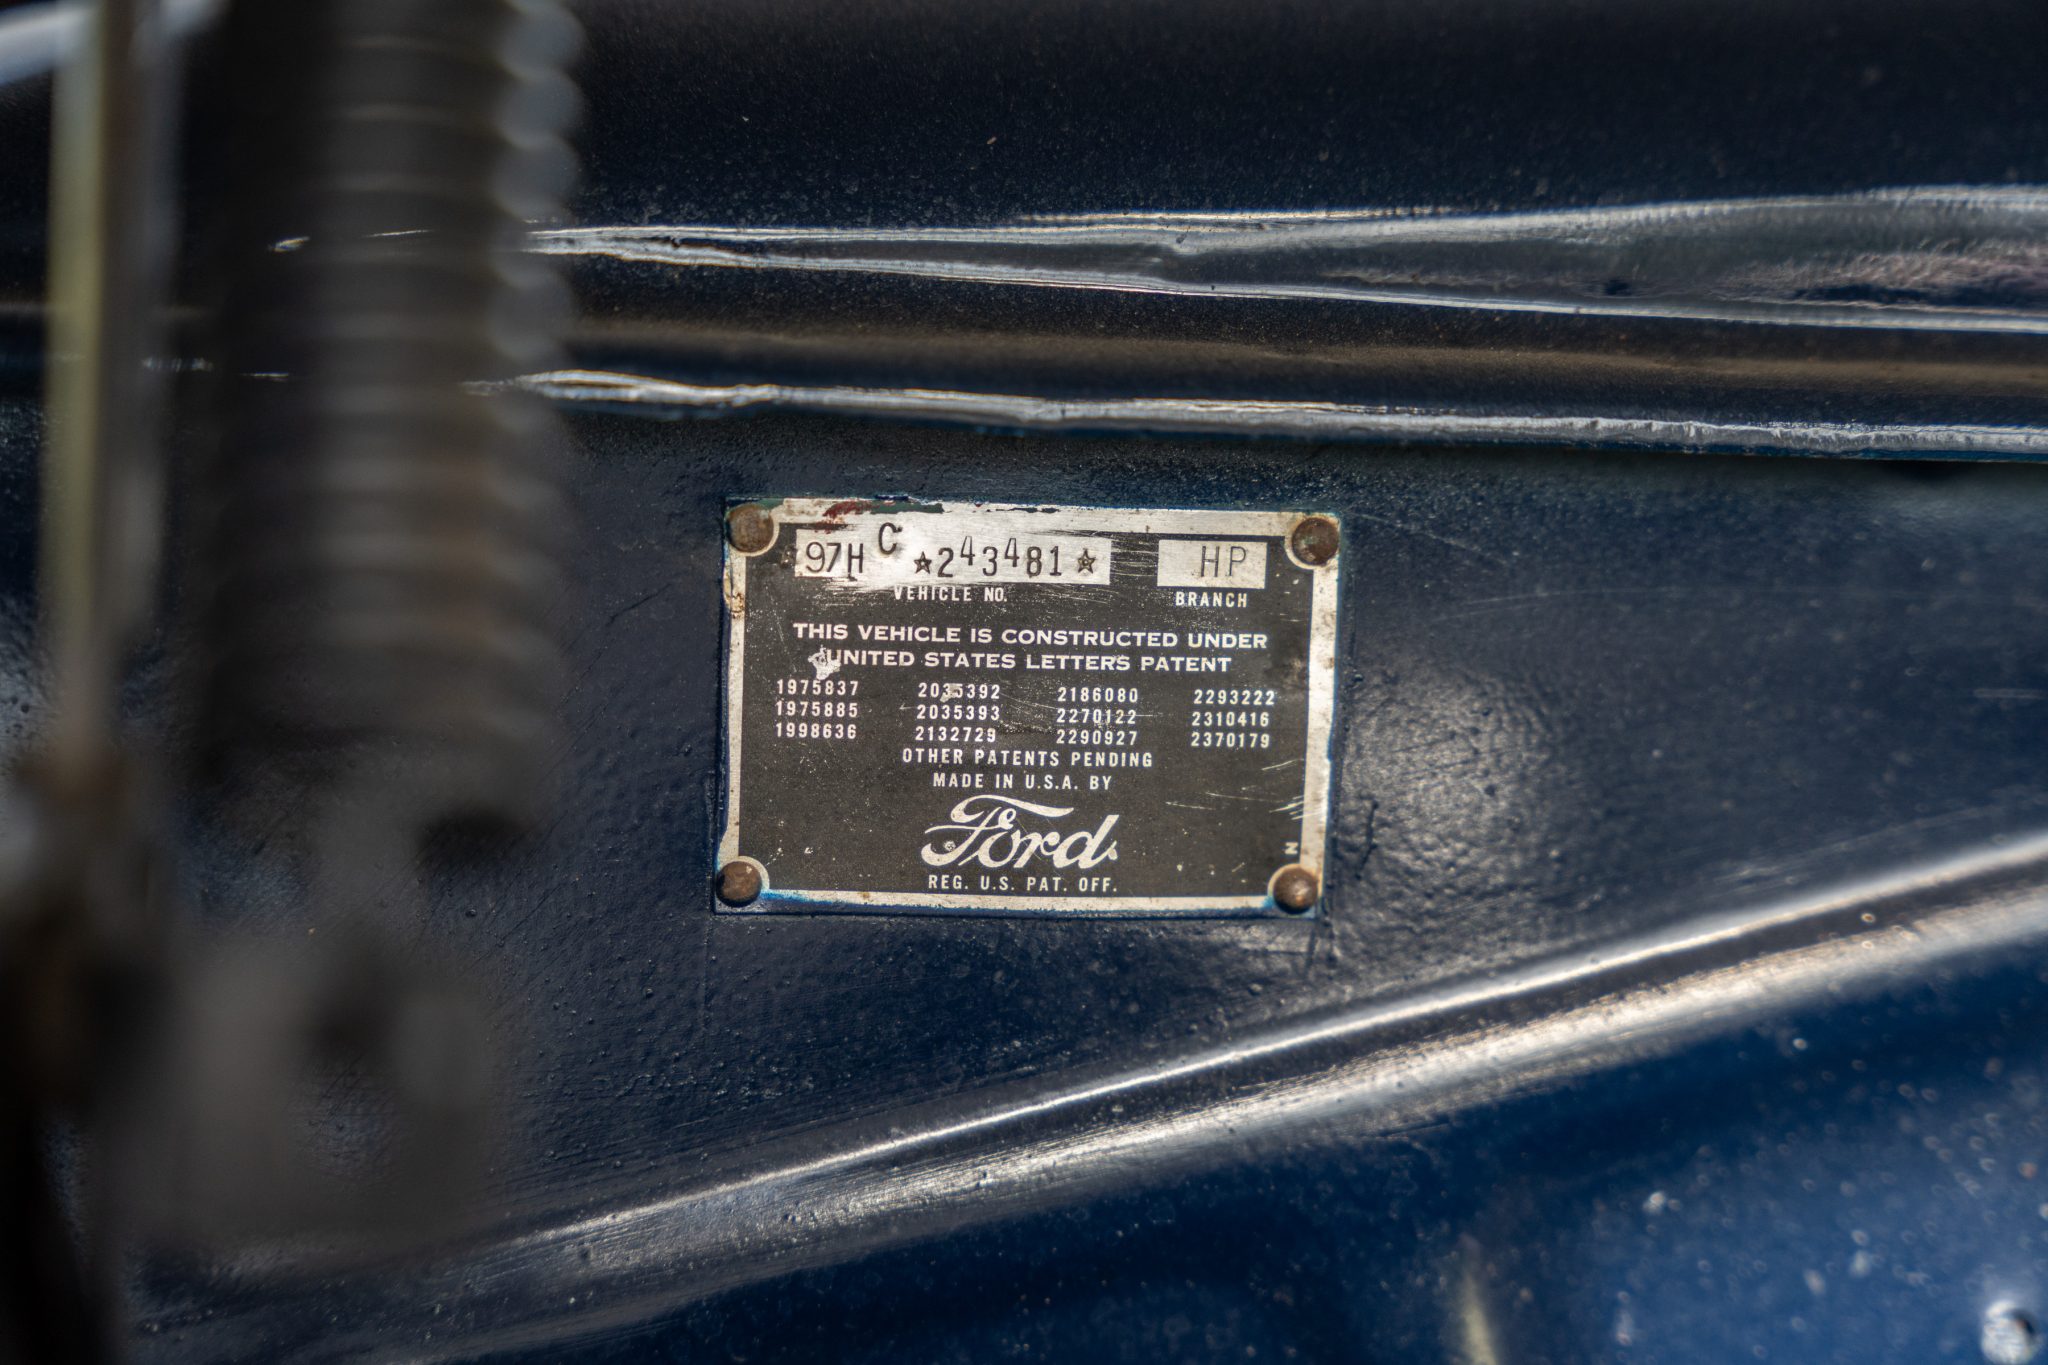 97H C ★243481★ HP
VEHICLE NO. BRANCH
THIS VEHICLE IS CONSTRUCTED UNDER
UNITED STATES LETTERS PATENT
1975837 2035392 2186080 2293222
1975885 2035393 2270122 2310416
1998636 2132729 2290927 2370179
OTHER PATENTS PENDING
MADE IN U.S.A. BY
Ford
N
REG. U.S. PAT. OFF.